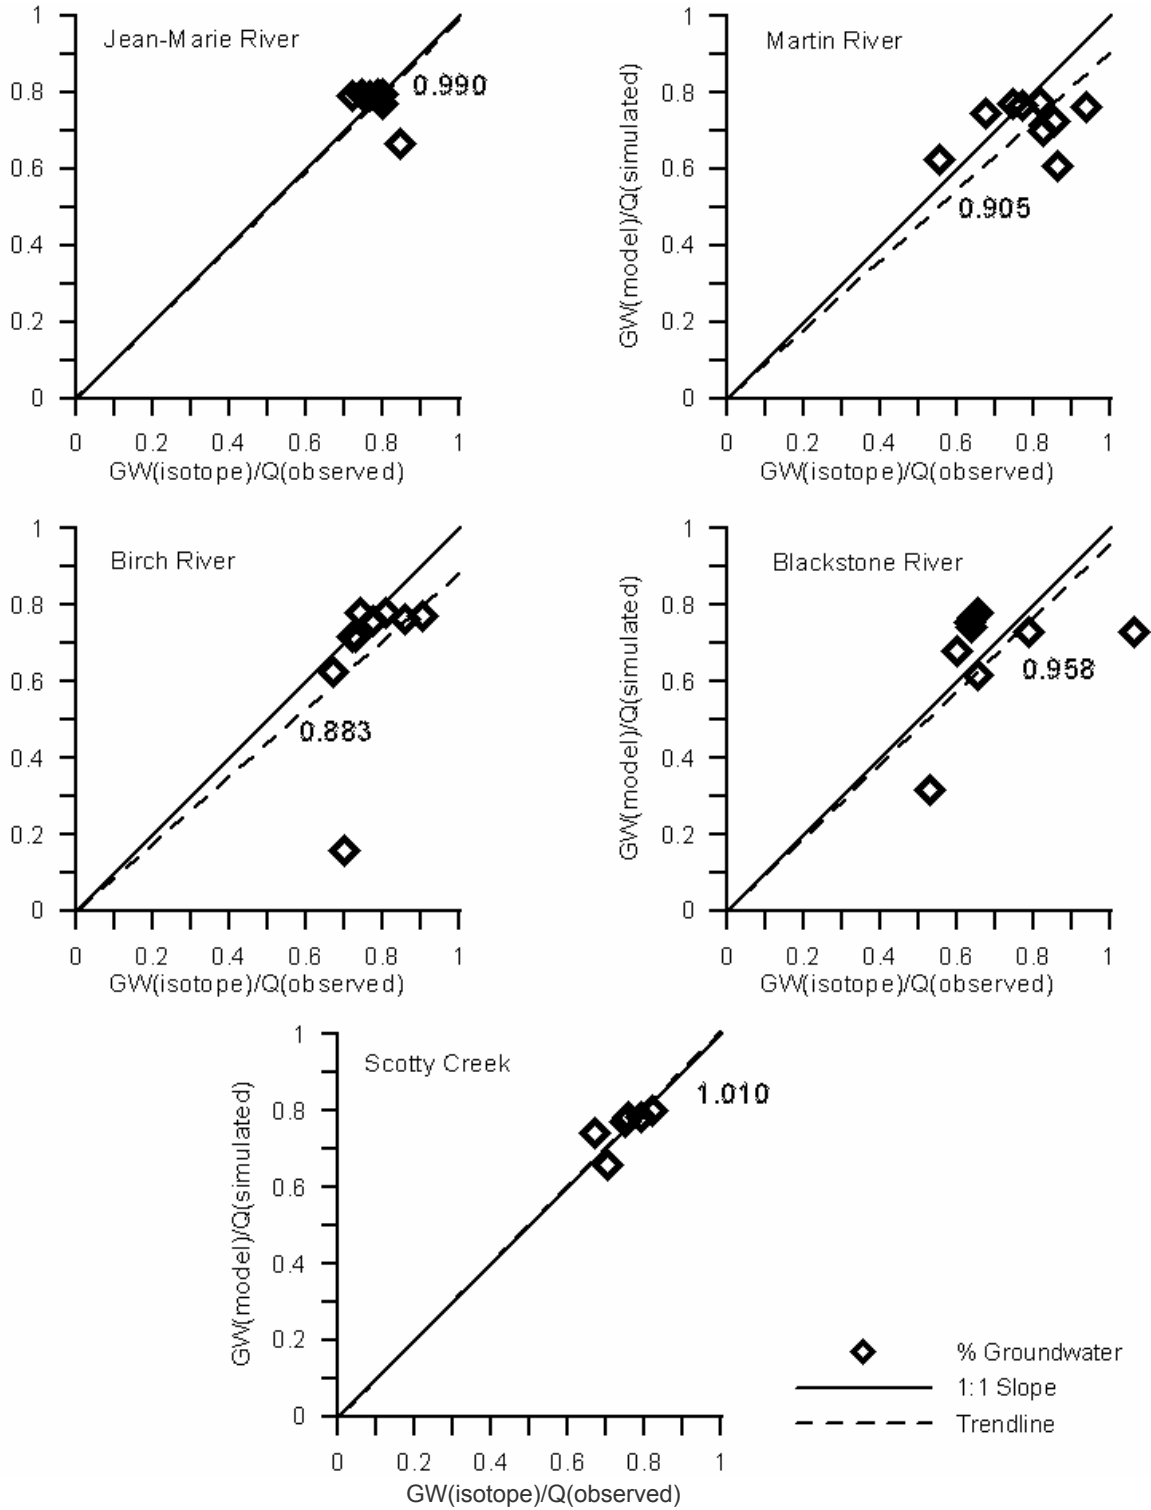 1
Jean-Marie River
0.8
0.990
0.6
0.4
0.2
0
0 0.2 0.4 0.6 0.8 1
GW(isotope)/Q(observed)
1
Martin River
GW(model)/Q(simulated)
0.8
0.6
0.905
0.4
0.2
0
0 0.2 0.4 0.6 0.8 1
GW(isotope)/Q(observed)
1
Birch River
0.8
0.6
0.883
0.4
0.2
0
0 0.2 0.4 0.6 0.8 1
GW(isotope)/Q(observed)
1
Blackstone River
GW(model)/Q(simulated)
0.8
0.6
0.958
0.4
0.2
0
0 0.2 0.4 0.6 0.8 1
GW(isotope)/Q(observed)
1
Scotty Creek
GW(model)/Q(simulated)
0.8
1.010
0.6
0.4
0.2
0
0 0.2 0.4 0.6 0.8 1
GW(isotope)/Q(observed)
% Groundwater
1:1 Slope
Trendline